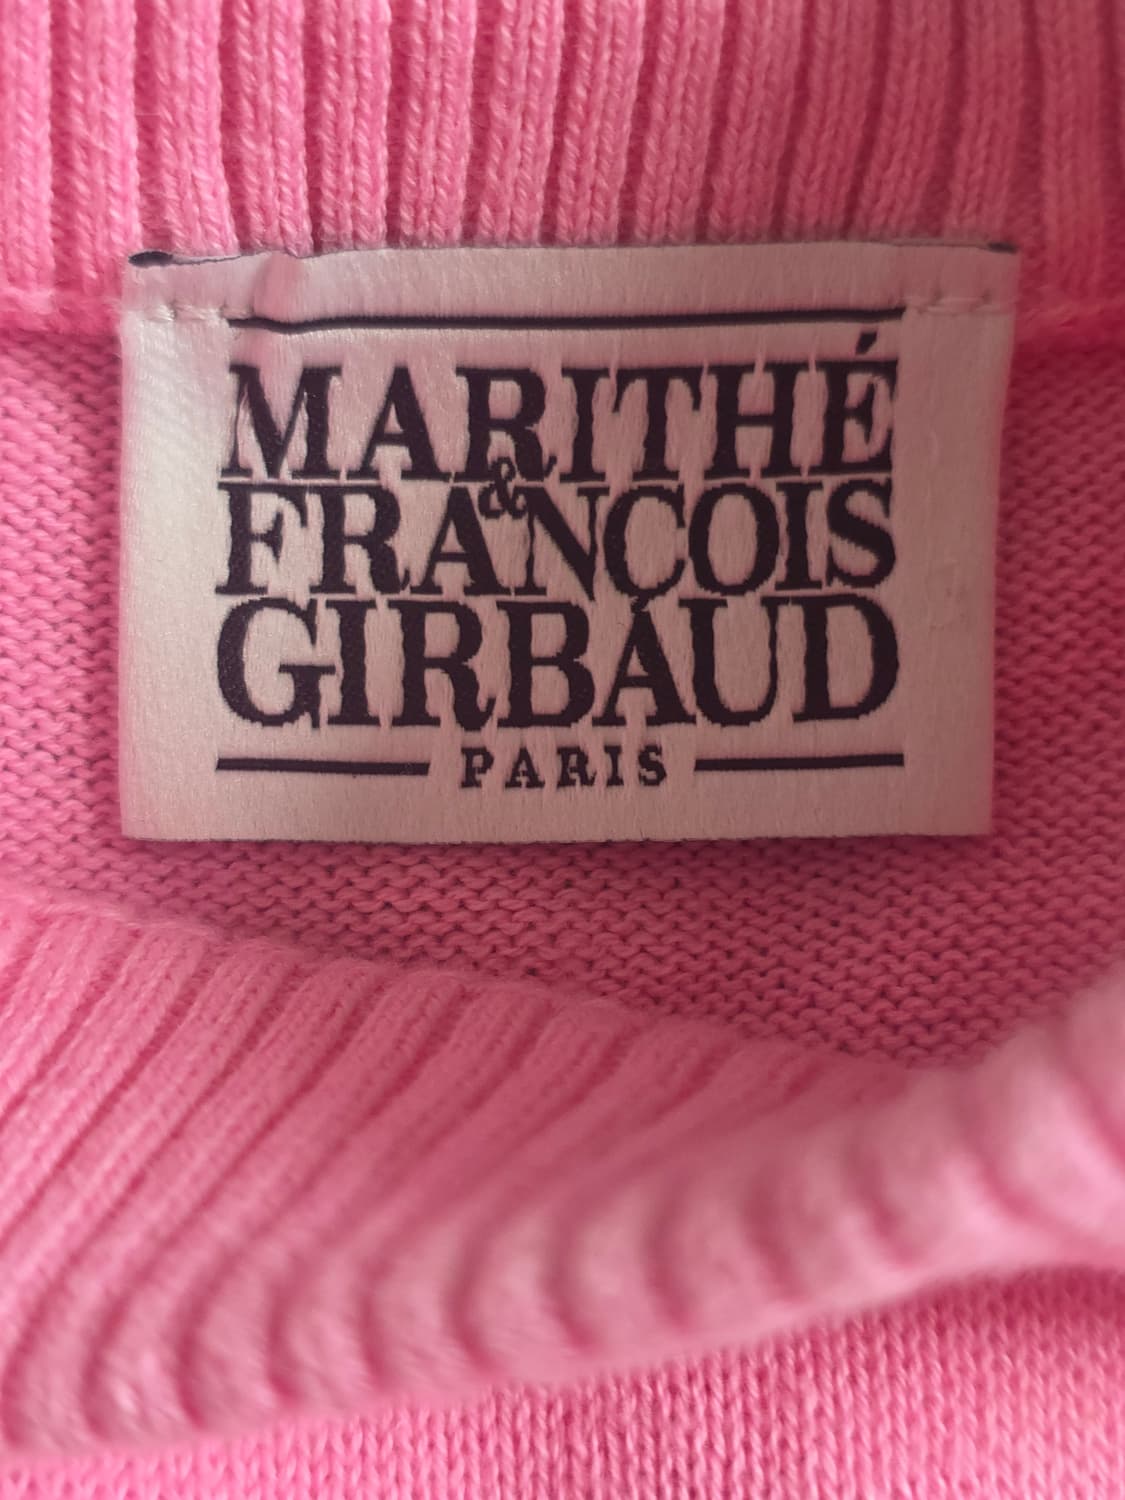 MARITHÉ
&
FRANÇOIS
GIRBAUD
PARIS